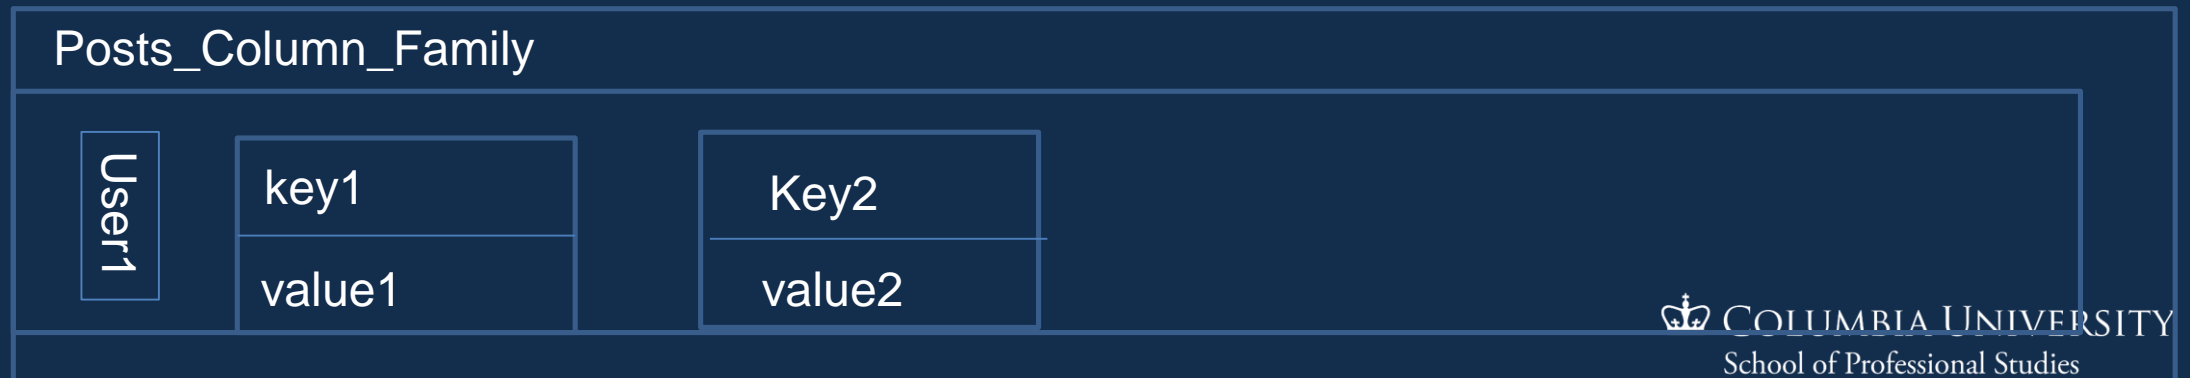 Posts_Column_Family
User1
key1
value1
Key2
value2
COLUMBIA UNIVERSITY
School of Professional Studies